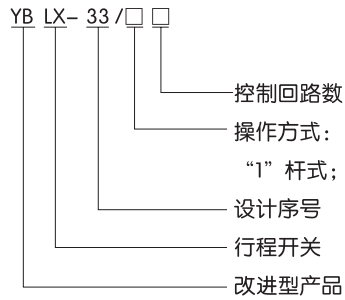 YB LX-33/□□
控制回路数
操作方式:
“1”杆式;
设计序号
行程开关
改进型产品